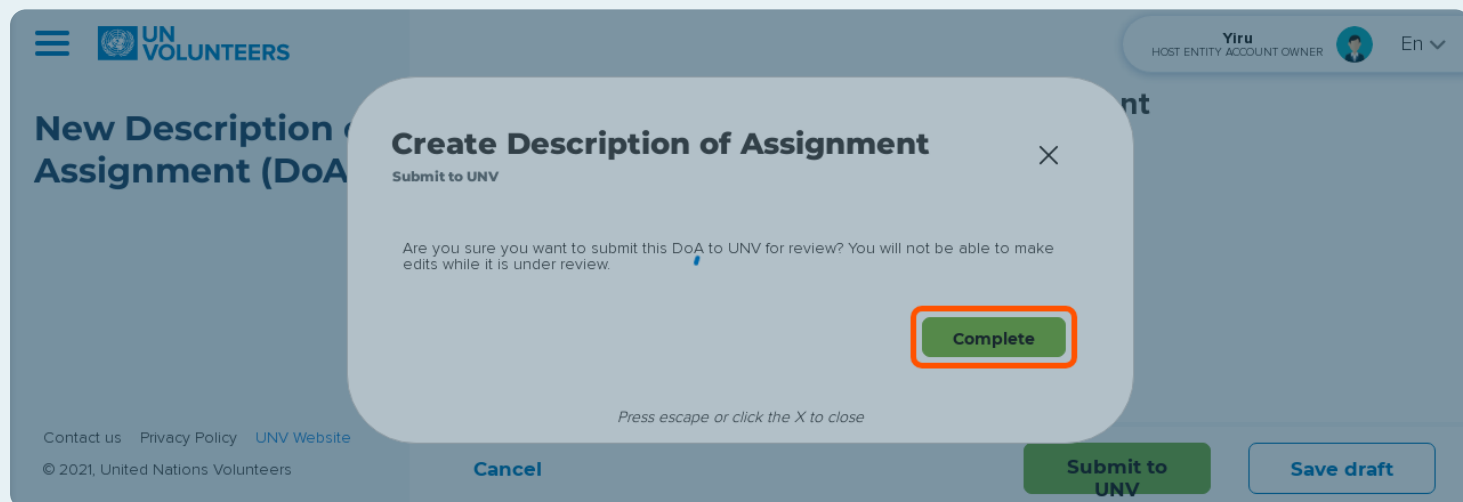 UN
VOLUNTEERS
Yiru
HOST ENTITY ACCOUNT OWNER
En
New Description
Assignment (DoA
nt
Create Description of Assignment
Submit to UNV
Are you sure you want to submit this DoA to UNV for review? You will not be able to make
edits while it is under review.
Complete
Press escape or click the X to close
Contact us Privacy Policy UNV Website
© 2021, United Nations Volunteers
Cancel
Submit to
UNV
Save draft